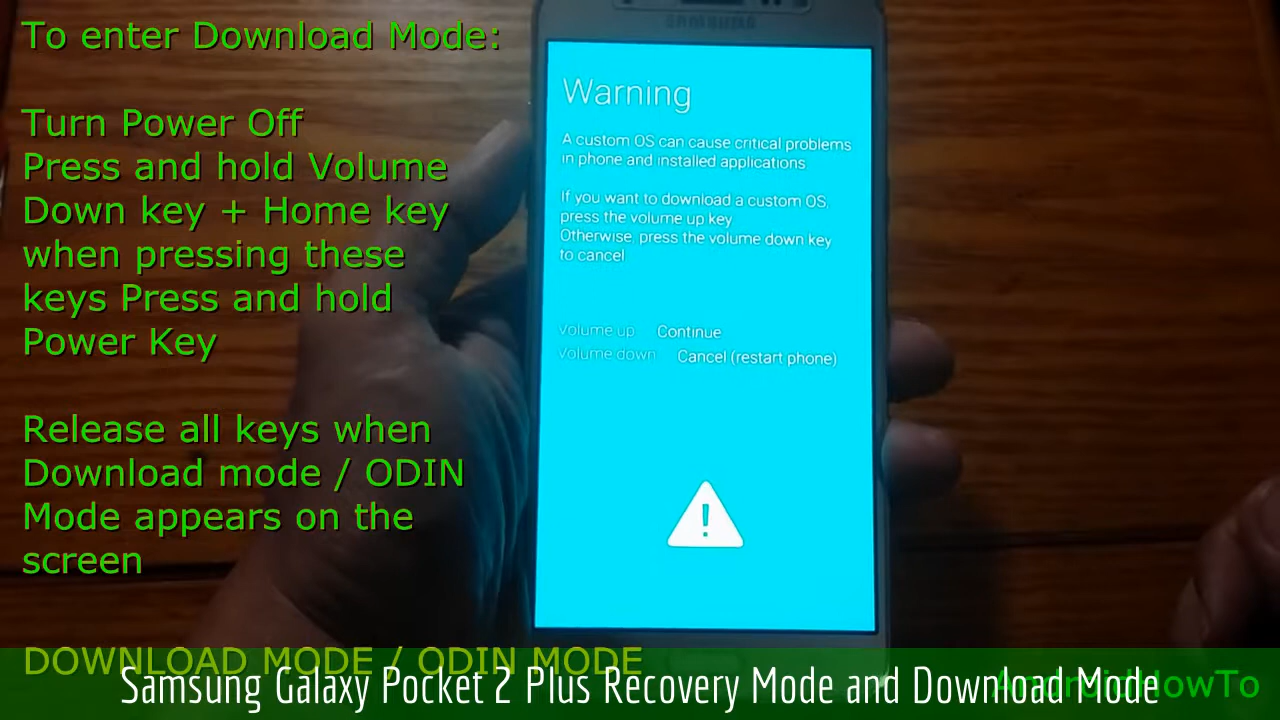 To enter Download Mode:
Turn Power Off
Press and hold Volume
Down key + Home key
when pressing these
keys Press and hold
Power Key
Release all keys when
Download mode / ODIN
Mode appears on the
screen
DOWNLOAD MODE / ODIN MODE
SAMSUNG
Warning
A custom OS can cause critical problems
in phone and installed applications
If you want to download a custom OS,
press the volume up key
Otherwise, press the volume down key
to cancel
Volume up Continue
Volume down Cancel (restart phone)
Samsung Galaxy Pocket 2 Plus Recovery Mode and Download Mode
AndroidHowTo